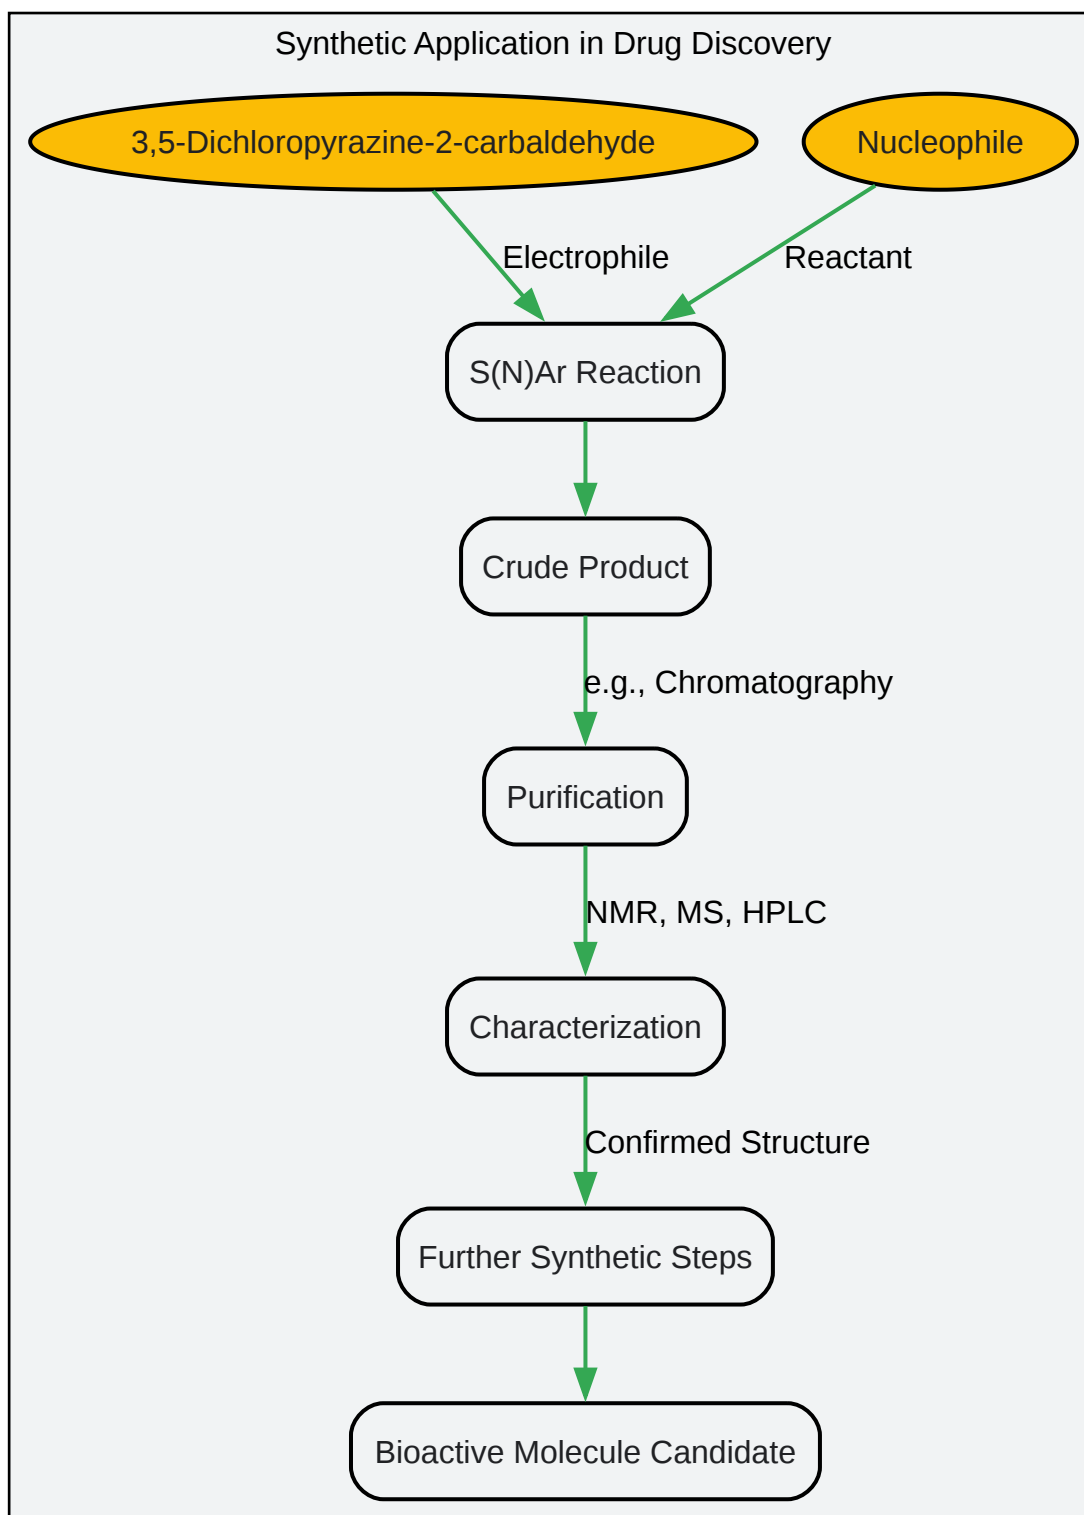 Synthetic Application in Drug Discovery
3,5-Dichloropyrazine-2-carbaldehyde
Nucleophile
Electrophile
Reactant
S(N)Ar Reaction
Crude Product
e.g., Chromatography
Purification
NMR, MS, HPLC
Characterization
Confirmed Structure
Further Synthetic Steps
Bioactive Molecule Candidate